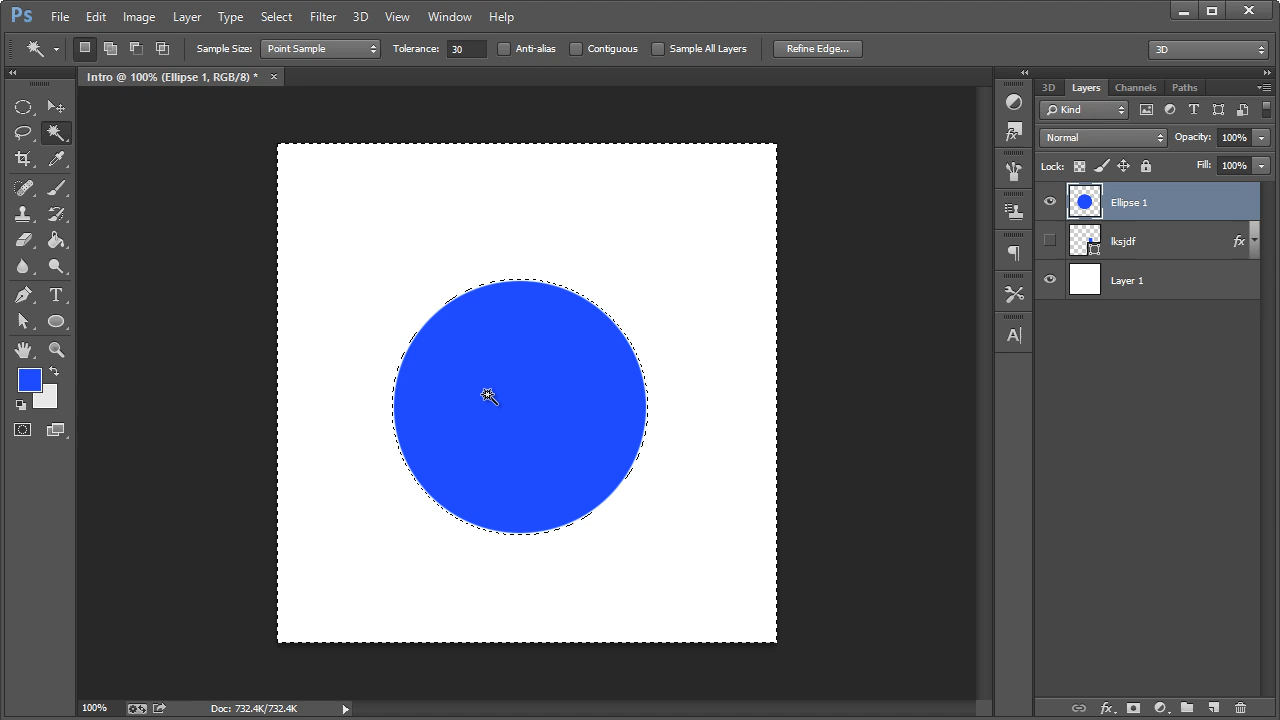 Ps File Edit Image Layer Type Select Filter 3D View Window Help
Sample Size: Point Sample Tolerance: 30 Anti-alias Contiguous Sample All Layers Refine Edge... 3D
Intro @ 100% (Ellipse 1, RGB/8) * ×
3D Layers Channels Paths
Kind
Normal Opacity: 100%
Lock: Fill: 100%
Ellipse 1
lksjdf fx
Layer 1
100% Doc: 732.4K/732.4K